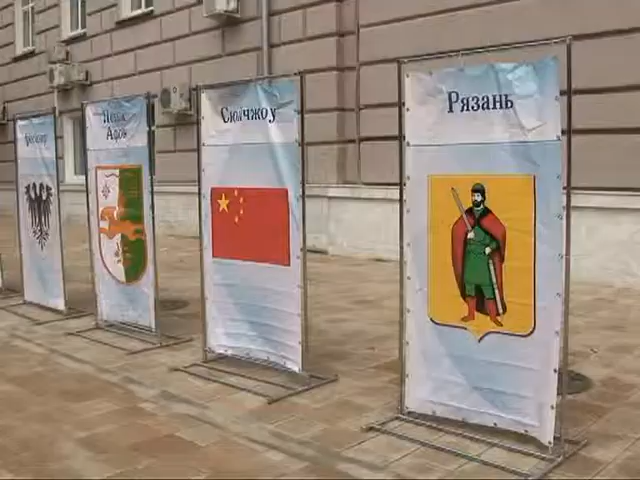 Новый
Афон
Сюйчжоу
Рязань